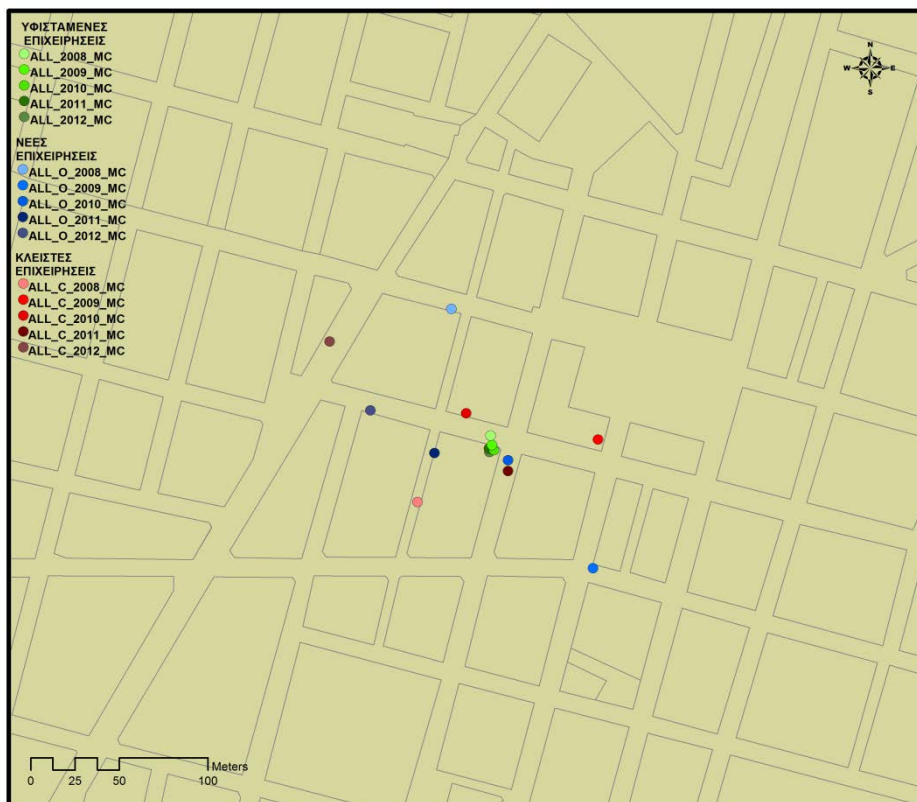 ΥΦΙΣΤΑΜΕΝΕΣ
ΕΠΙΧΕΙΡΗΣΕΙΣ
ALL_2008_MC
ALL_2009_MC
ALL_2010_MC
ALL_2011_MC
ALL_2012_MC
ΝΕΕΣ
ΕΠΙΧΕΙΡΗΣΕΙΣ
ALL_O_2008_MC
ALL_O_2009_MC
ALL_O_2010_MC
ALL_O_2011_MC
ALL_O_2012_MC
ΚΛΕΙΣΤΕΣ
ΕΠΙΧΕΙΡΗΣΕΙΣ
ALL_C_2008_MC
ALL_C_2009_MC
ALL_C_2010_MC
ALL_C_2011_MC
ALL_C_2012_MC
N
W E
S
Meters
0 25 50 100